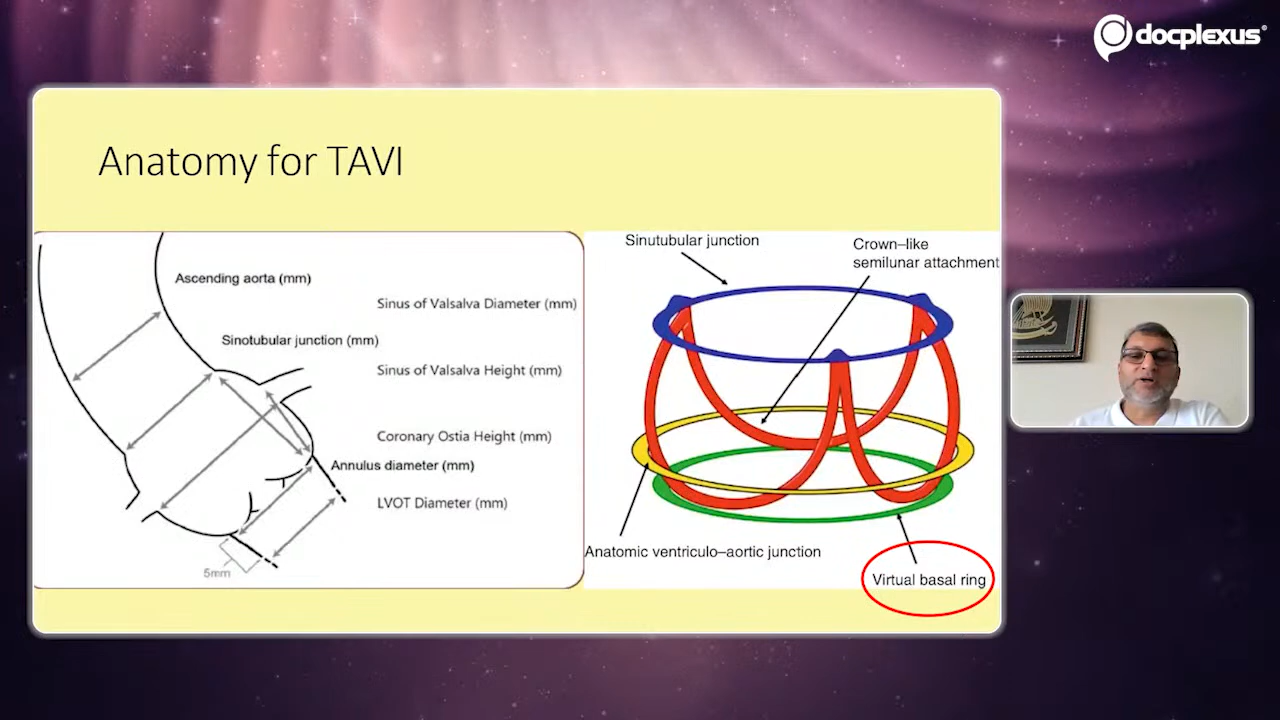 docplexus
Anatomy for TAVI
Ascending aorta (mm)
Sinus of Valsalva Diameter (mm)
Sinotubular junction (mm)
Sinus of Valsalva Height (mm)
Coronary Ostia Height (mm)
Annulus diameter (mm)
LVOT Diameter (mm)
5mm
Sinutubular junction
Crown–like
semilunar attachment
Anatomic ventriculo–aortic junction
Virtual basal ring